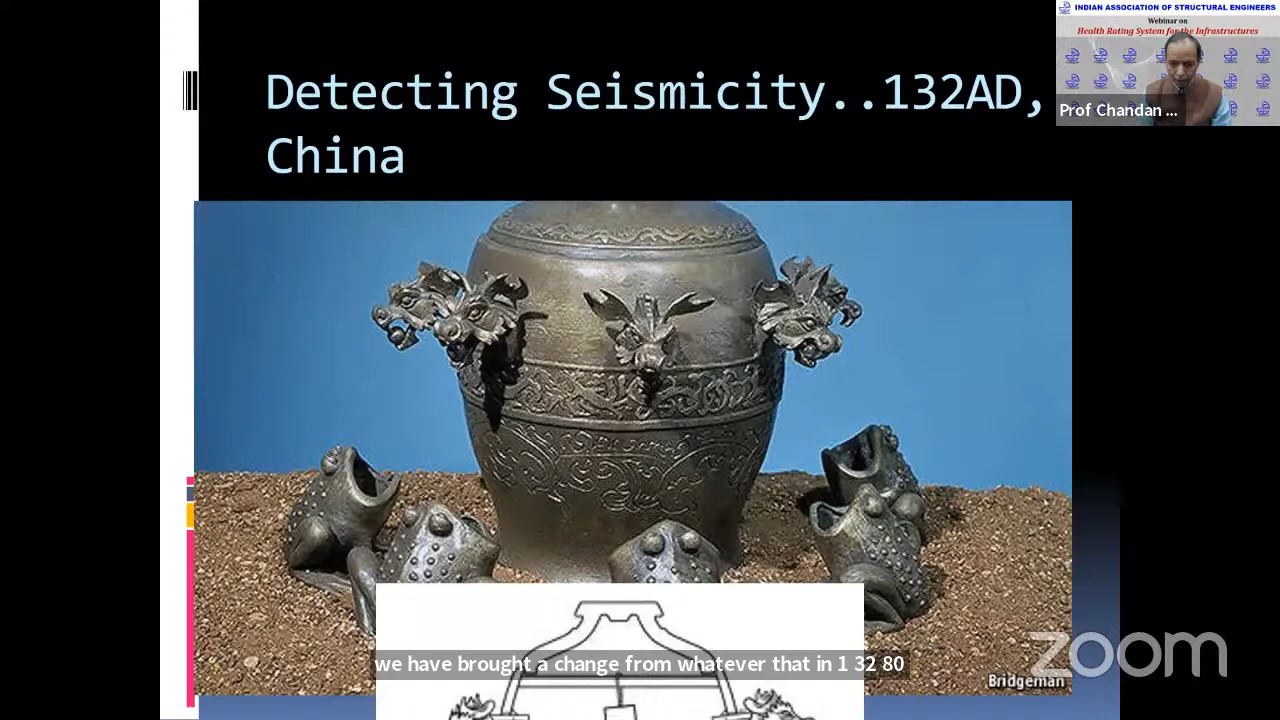 INDIAN ASSOCIATION OF STRUCTURAL ENGINEERS
Webinar on
Health Rating System for the Infrastructures
Prof Chandan ...
Detecting Seismicity..132AD,
China
we have brought a change from whatever that in 1 32 80
zoom
Bridgeman